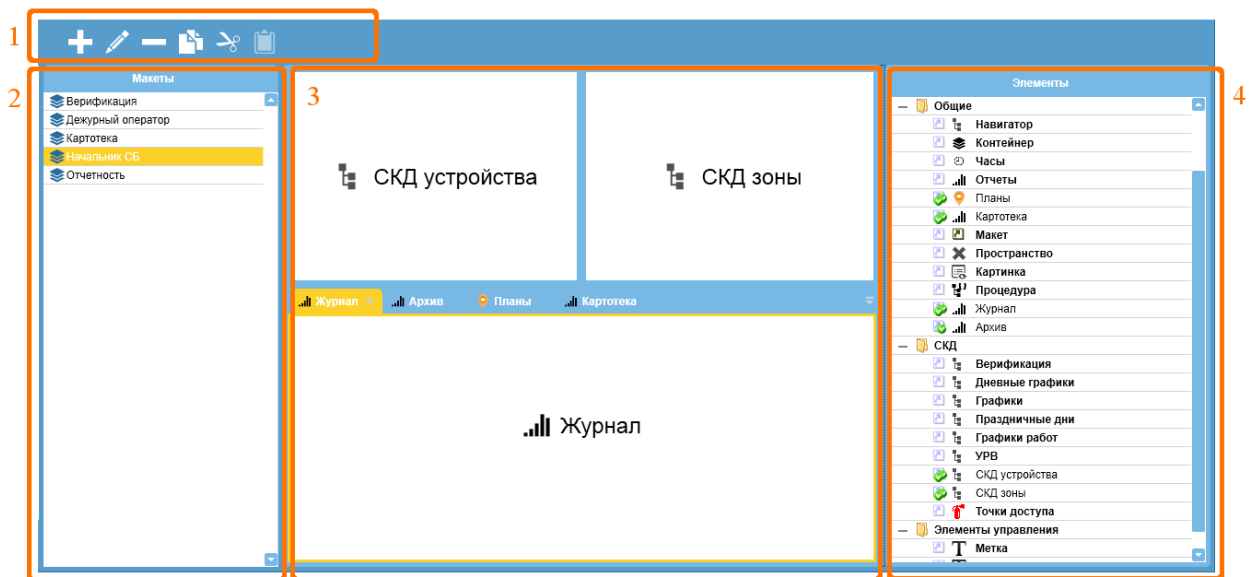 1
2
Макеты
Верификация
Дежурный оператор
Картотека
Начальник СБ
Отчетность
3
СКД устройства
СКД зоны
Журнал
Архив
Планы
Картотека
Журнал
4
Элементы
Общие
Навигатор
Контейнер
Часы
Отчеты
Планы
Картотека
Макет
Пространство
Картинка
Процедура
Журнал
Архив
СКД
Верификация
Дневные графики
Графики
Праздничные дни
Графики работ
УРВ
СКД устройства
СКД зоны
Точки доступа
Элементы управления
Метка